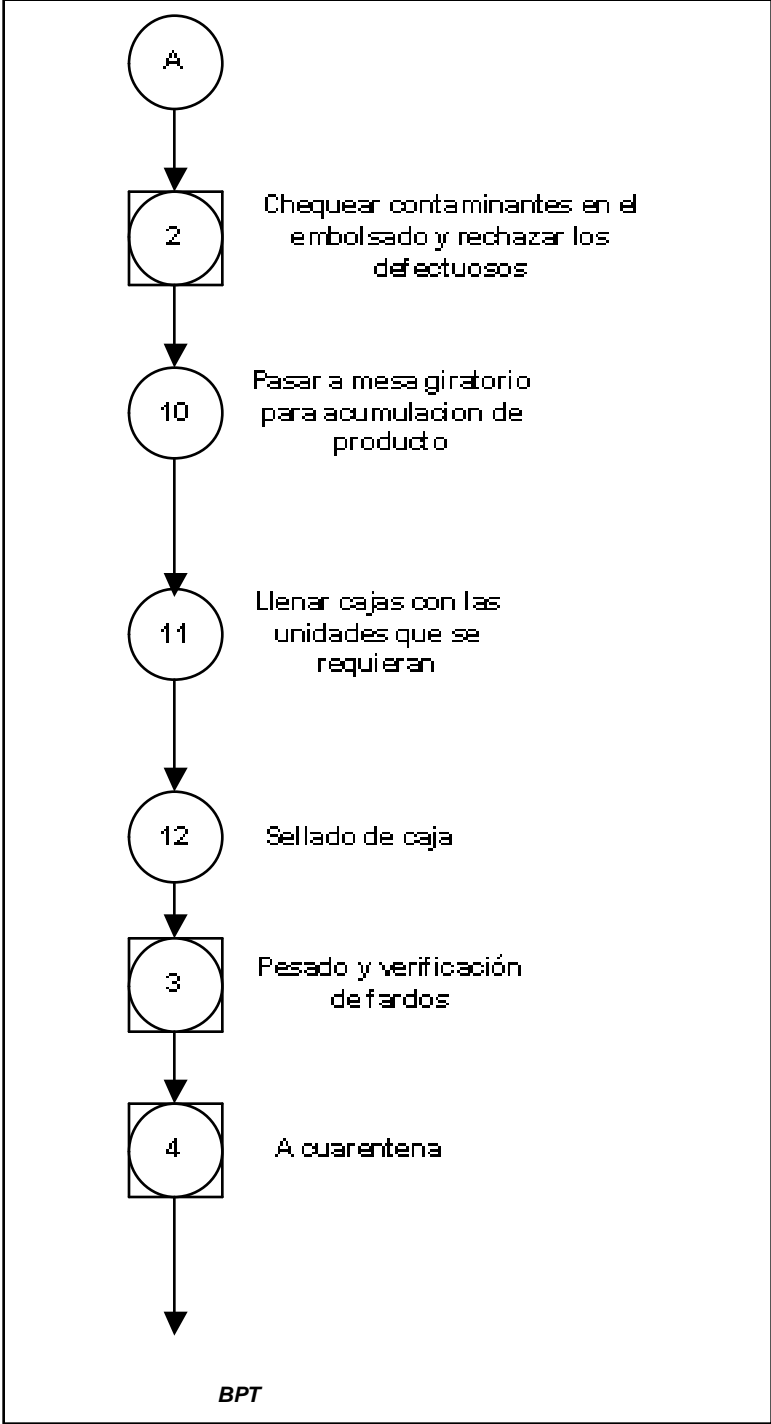 A
2
Chequear contaminantes en el
embolsado y rechazar los
defectuosos
10
Pasar a mesa giratorio
para acumulacion de
producto
11
Llenar cajas con las
unidades que se
requieran
12
Sellado de caja
3
Pesado y verificación
de fardos
4
A cuarentena
BPT